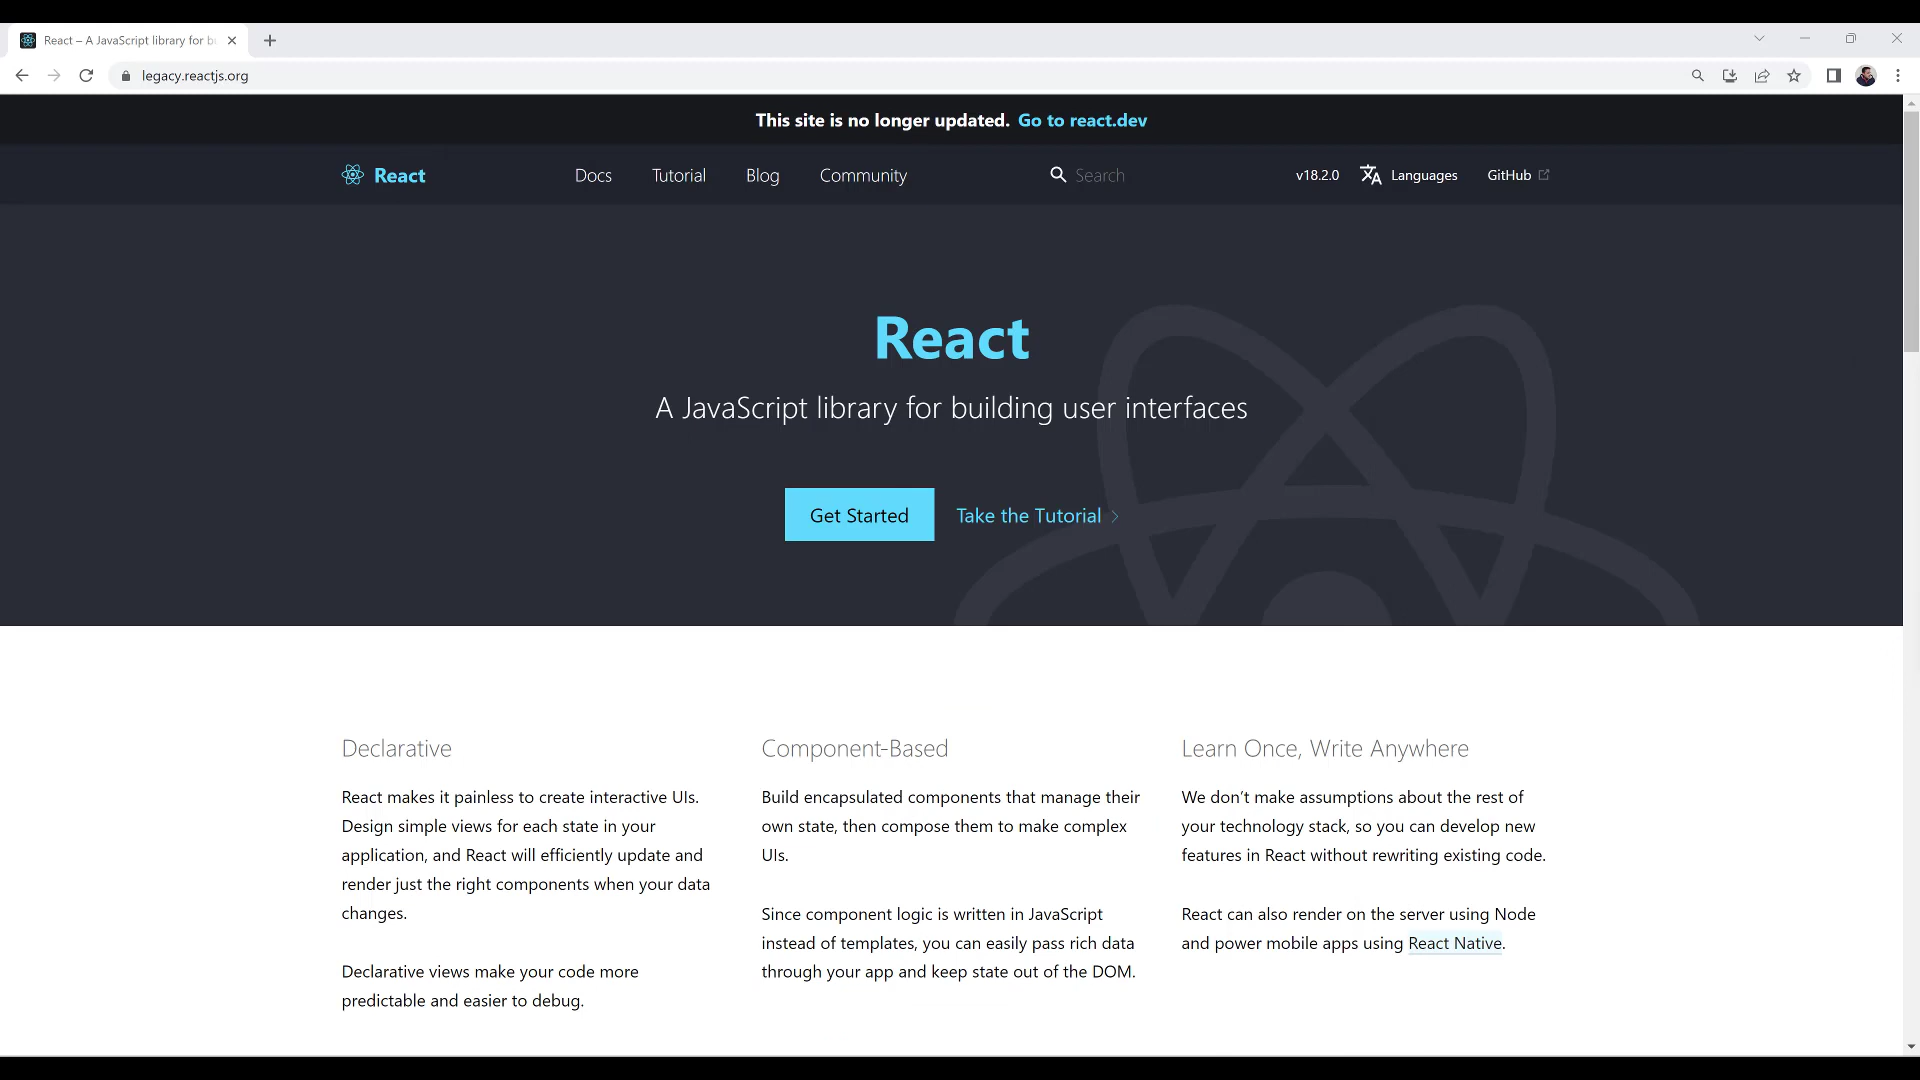 React – A JavaScript library for bu
legacy.reactjs.org
This site is no longer updated. Go to react.dev
React
Docs
Tutorial
Blog
Community
Search
v18.2.0
Languages
GitHub
React
A JavaScript library for building user interfaces
Get Started
Take the Tutorial
Declarative
React makes it painless to create interactive UIs.
Design simple views for each state in your
application, and React will efficiently update and
render just the right components when your data
changes.
Declarative views make your code more
predictable and easier to debug.
Component-Based
Build encapsulated components that manage their
own state, then compose them to make complex
UIs.
Since component logic is written in JavaScript
instead of templates, you can easily pass rich data
through your app and keep state out of the DOM.
Learn Once, Write Anywhere
We don’t make assumptions about the rest of
your technology stack, so you can develop new
features in React without rewriting existing code.
React can also render on the server using Node
and power mobile apps using React Native.